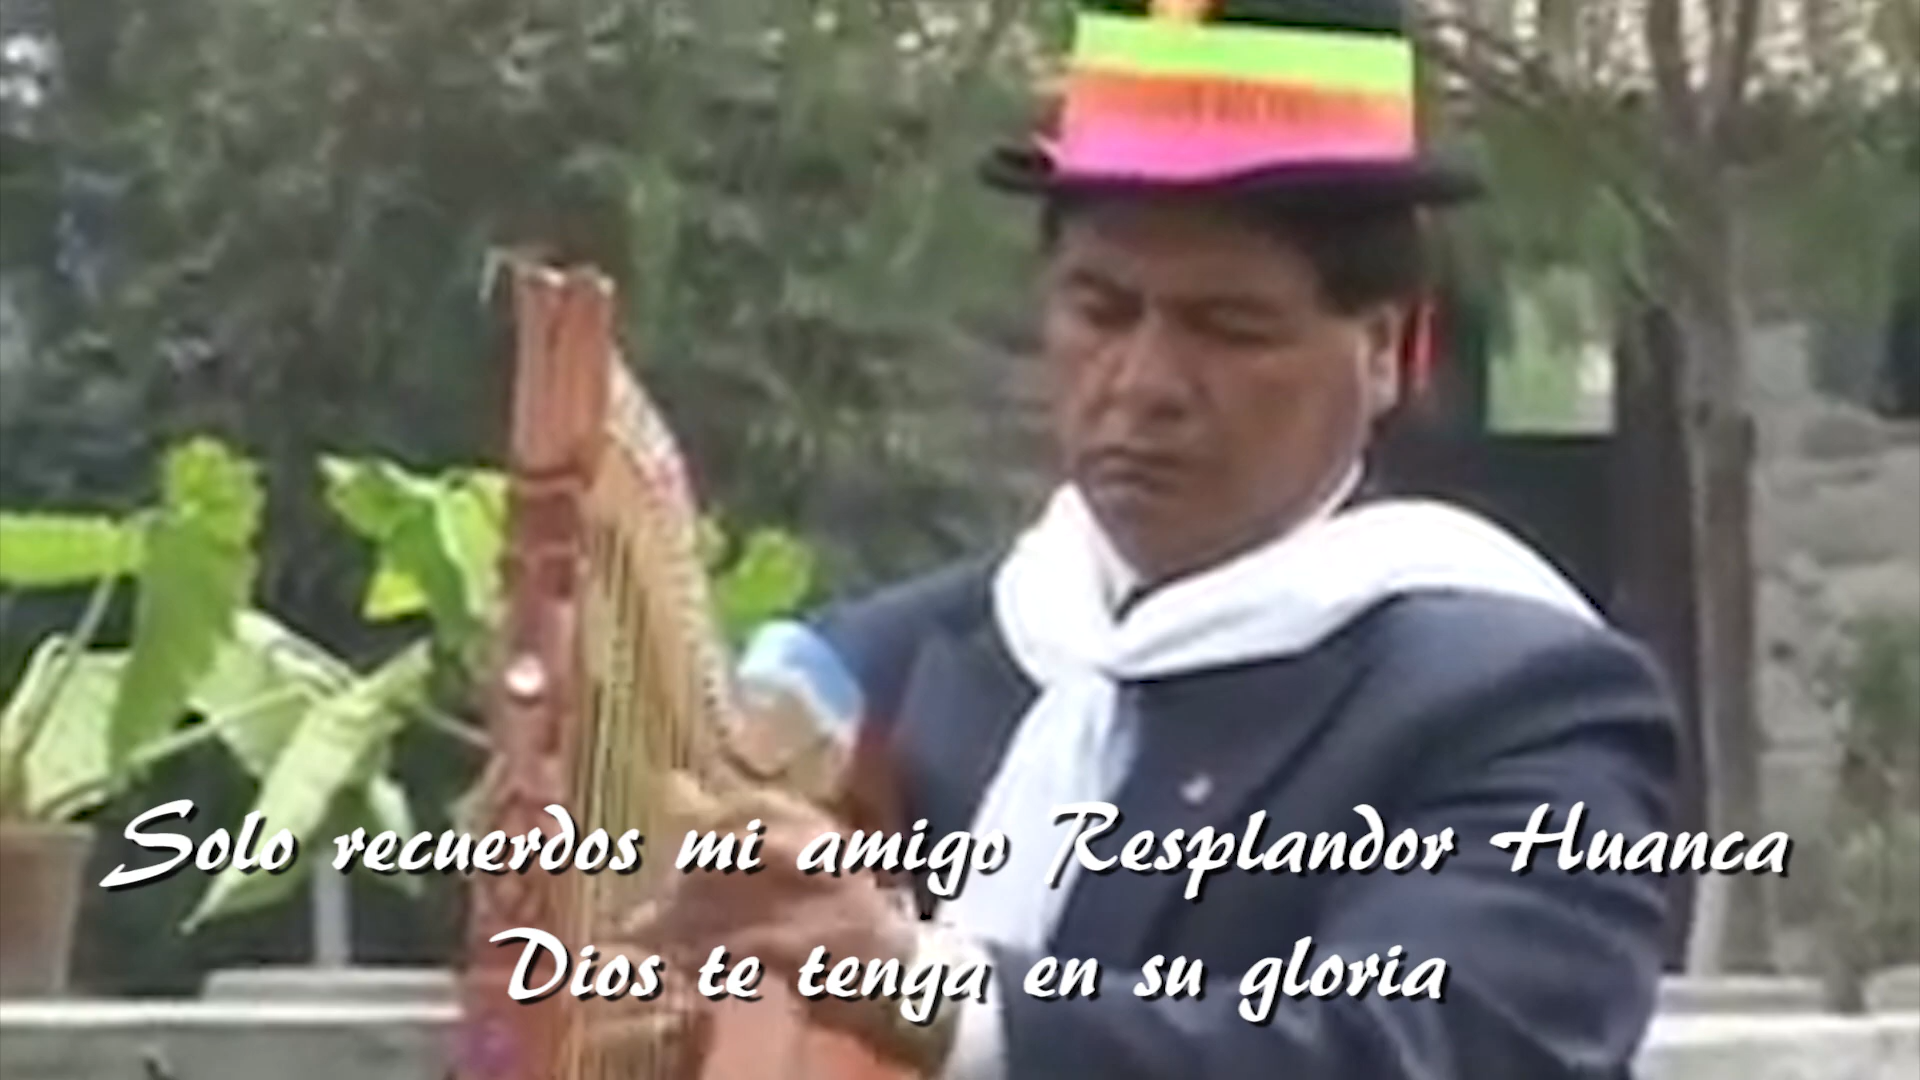 Solo recuerdos mi amigo Resplandor Huanca
Dios te tenga en su gloria